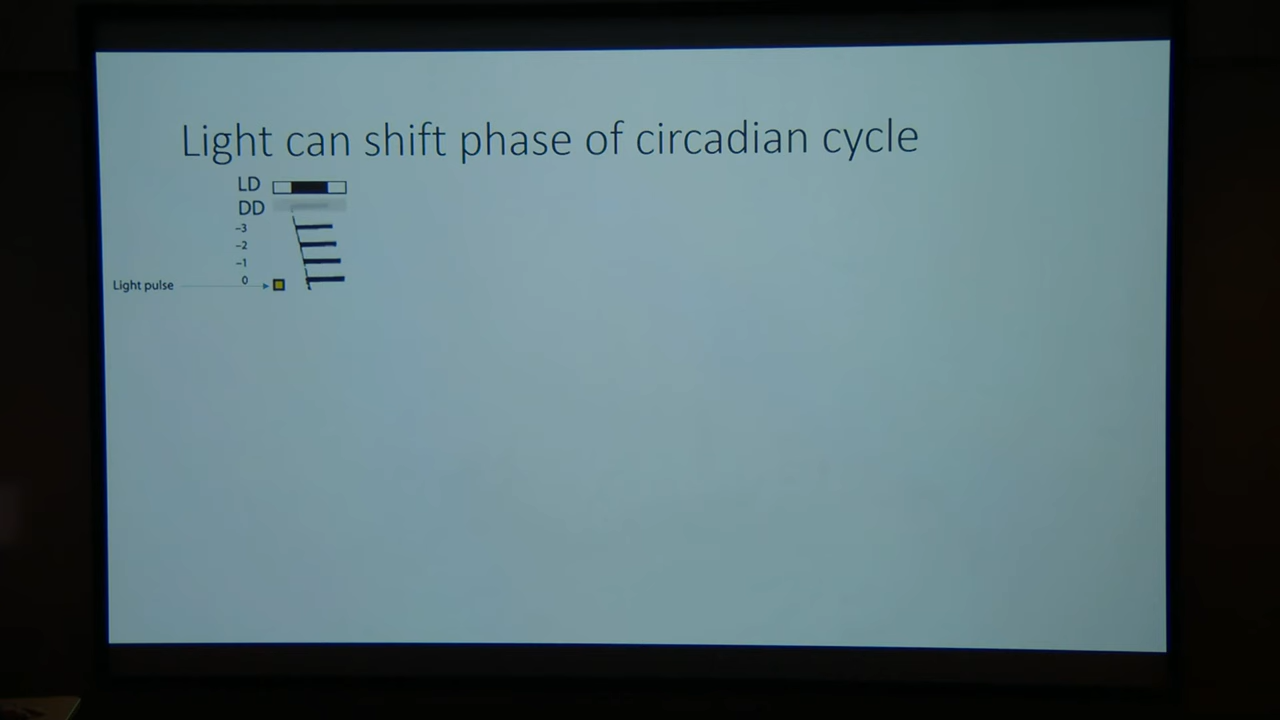 Light can shift phase of circadian cycle
LD
DD
-3
-2
-1
0
Light pulse